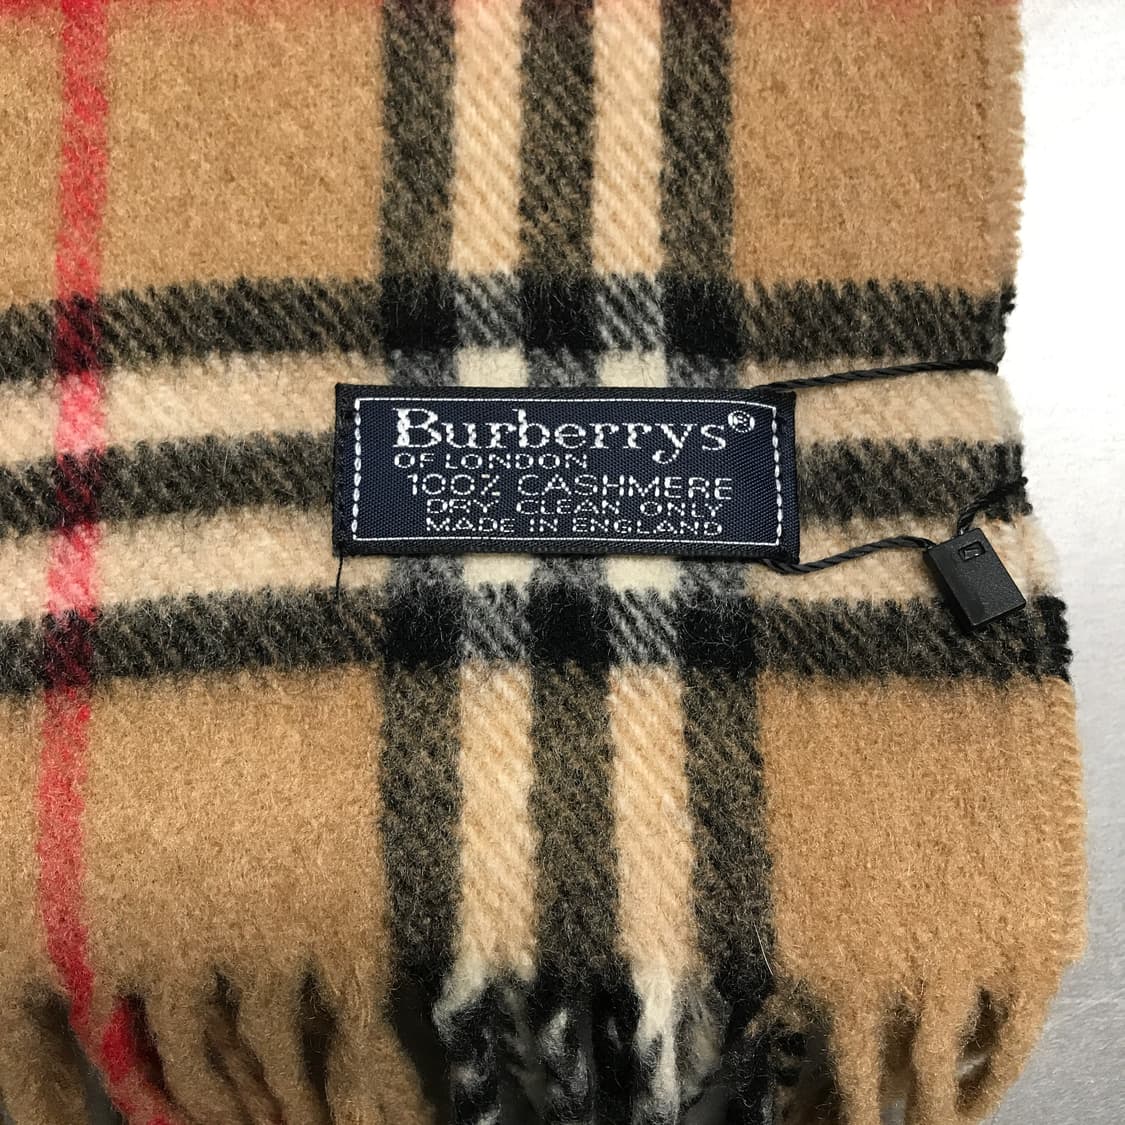 Burberrys®
OF LONDON
100% CASHMERE
DRY CLEAN ONLY
MADE IN ENGLAND